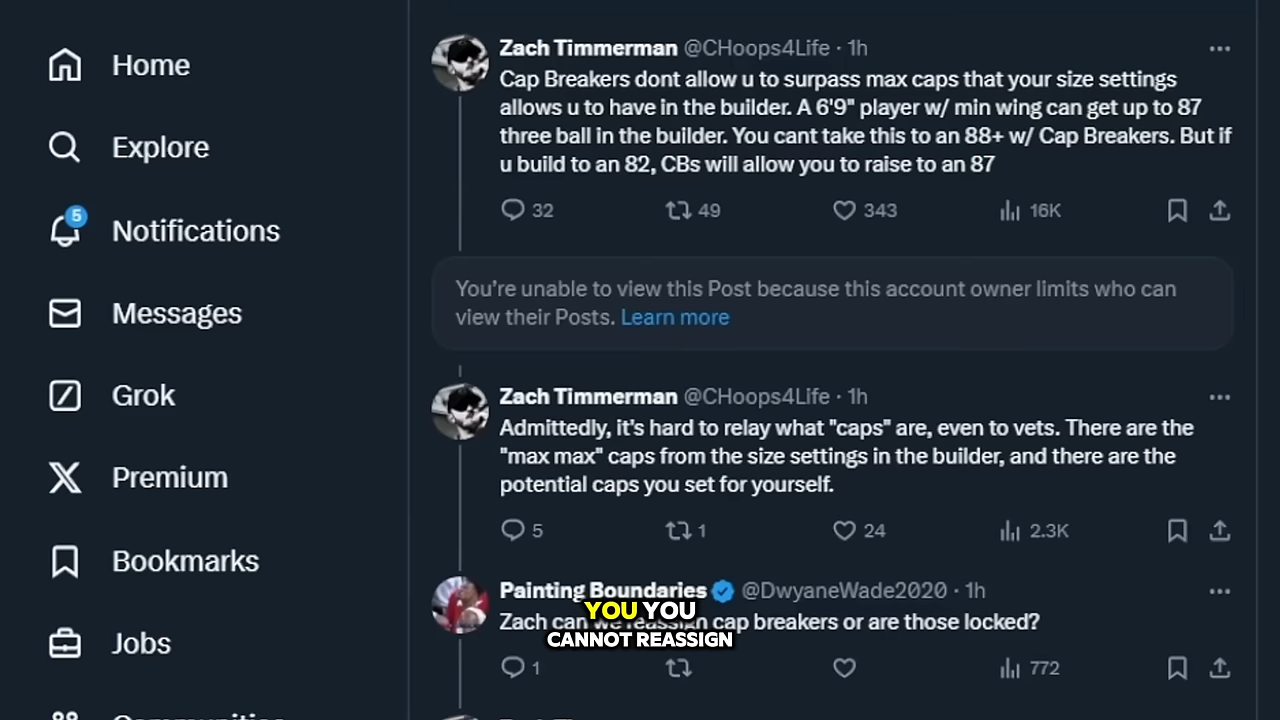 Home
Explore
5
Notifications
Messages
Grok
Premium
Bookmarks
Jobs
Zach Timmerman @CHoops4Life · 1h
Cap Breakers dont allow u to surpass max caps that your size settings
allows u to have in the builder. A 6'9" player w/ min wing can get up to 87
three ball in the builder. You cant take this to an 88+ w/ Cap Breakers. But if
u build to an 82, CBs will allow you to raise to an 87
32 49 343 16K
You're unable to view this Post because this account owner limits who can
view their Posts. Learn more
Zach Timmerman @CHoops4Life · 1h
Admittedly, it's hard to relay what "caps" are, even to vets. There are the
"max max" caps from the size settings in the builder, and there are the
potential caps you set for yourself.
5 1 24 2.3K
Painting Boundaries @DwyaneWade2020 · 1h
Zach can we reassign cap breakers or are those locked?
YOU YOU
CANNOT REASSIGN
1 772